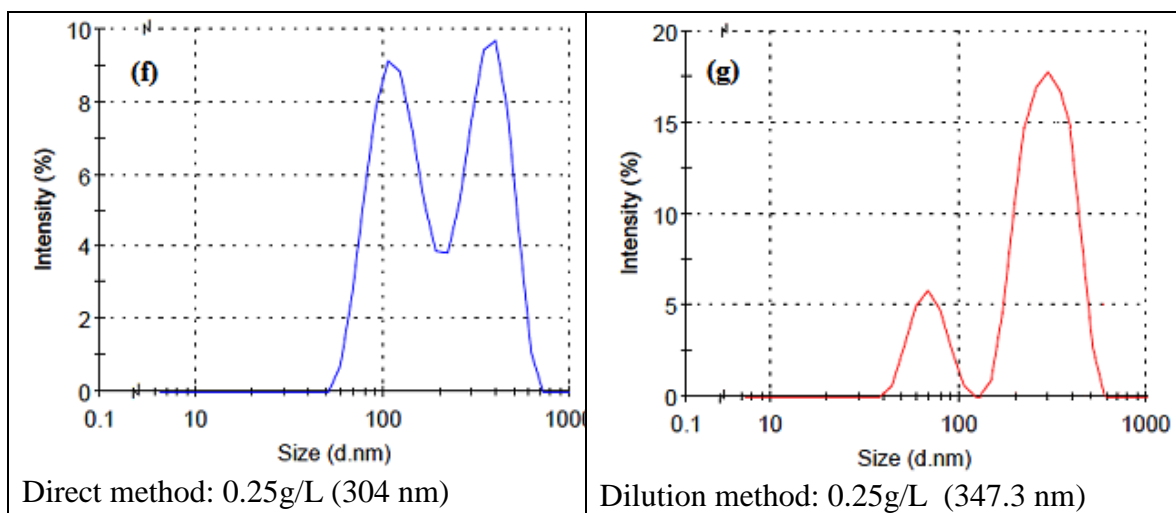 10
8
6
4
2
0
Intensity (%)
(f)
0.1 10 100 1000
Size (d.nm)
Direct method: 0.25g/L (304 nm)
20
15
10
5
0
Intensity (%)
(g)
0.1 10 100 1000
Size (d.nm)
Dilution method: 0.25g/L (347.3 nm)